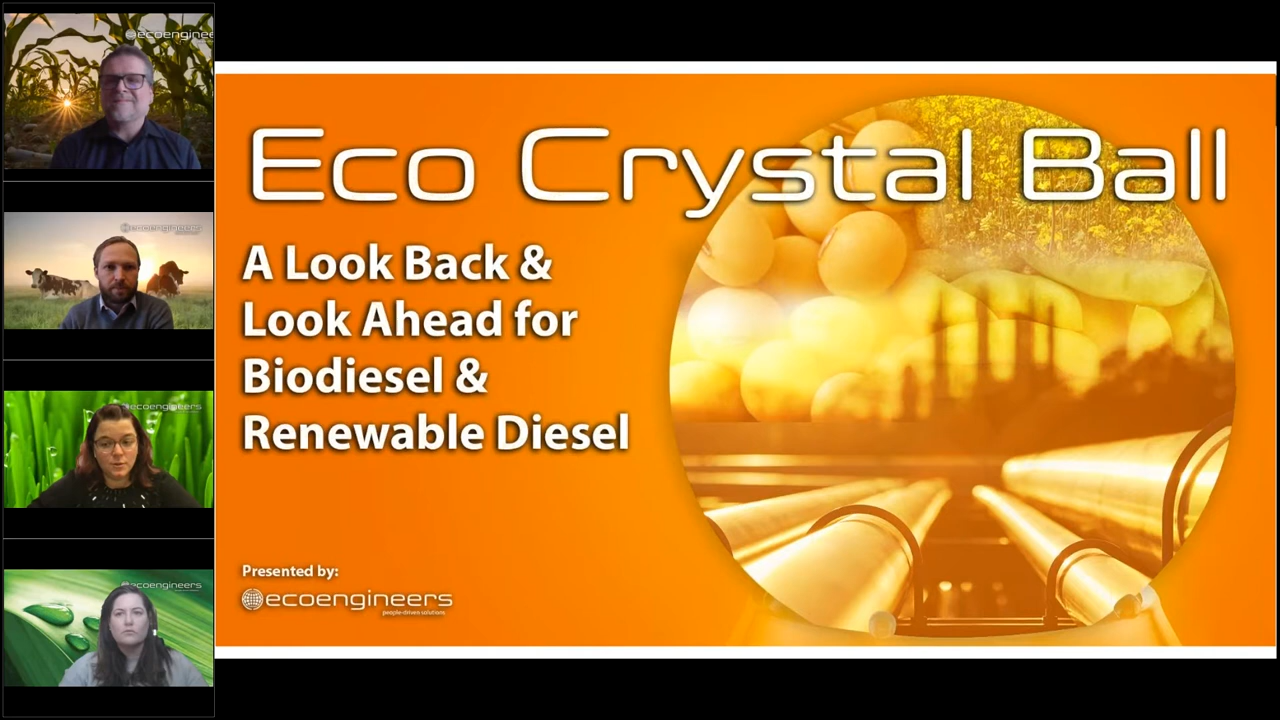 ecoengineers
ecoengineers
ecoengineers
ecoengineers
Eco Crystal Ball
A Look Back &
Look Ahead for
Biodiesel &
Renewable Diesel
Presented by:
ecoengineers
people-driven solutions